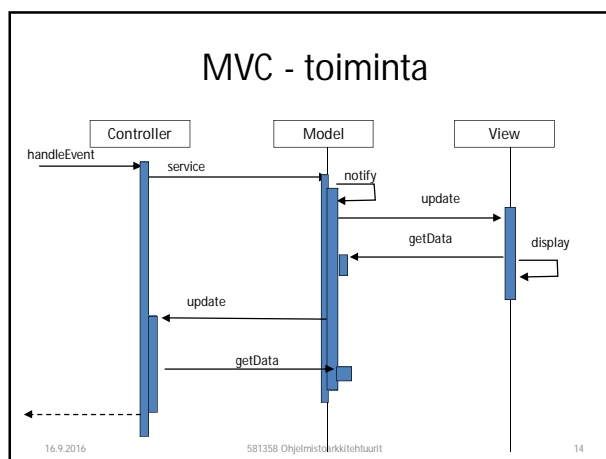 MVC - toiminta
Controller
Model
View
handleEvent
service
notify
update
getData
display
update
getData
16.9.2016
581358 Ohjelmistoarkkitehtuurit
14